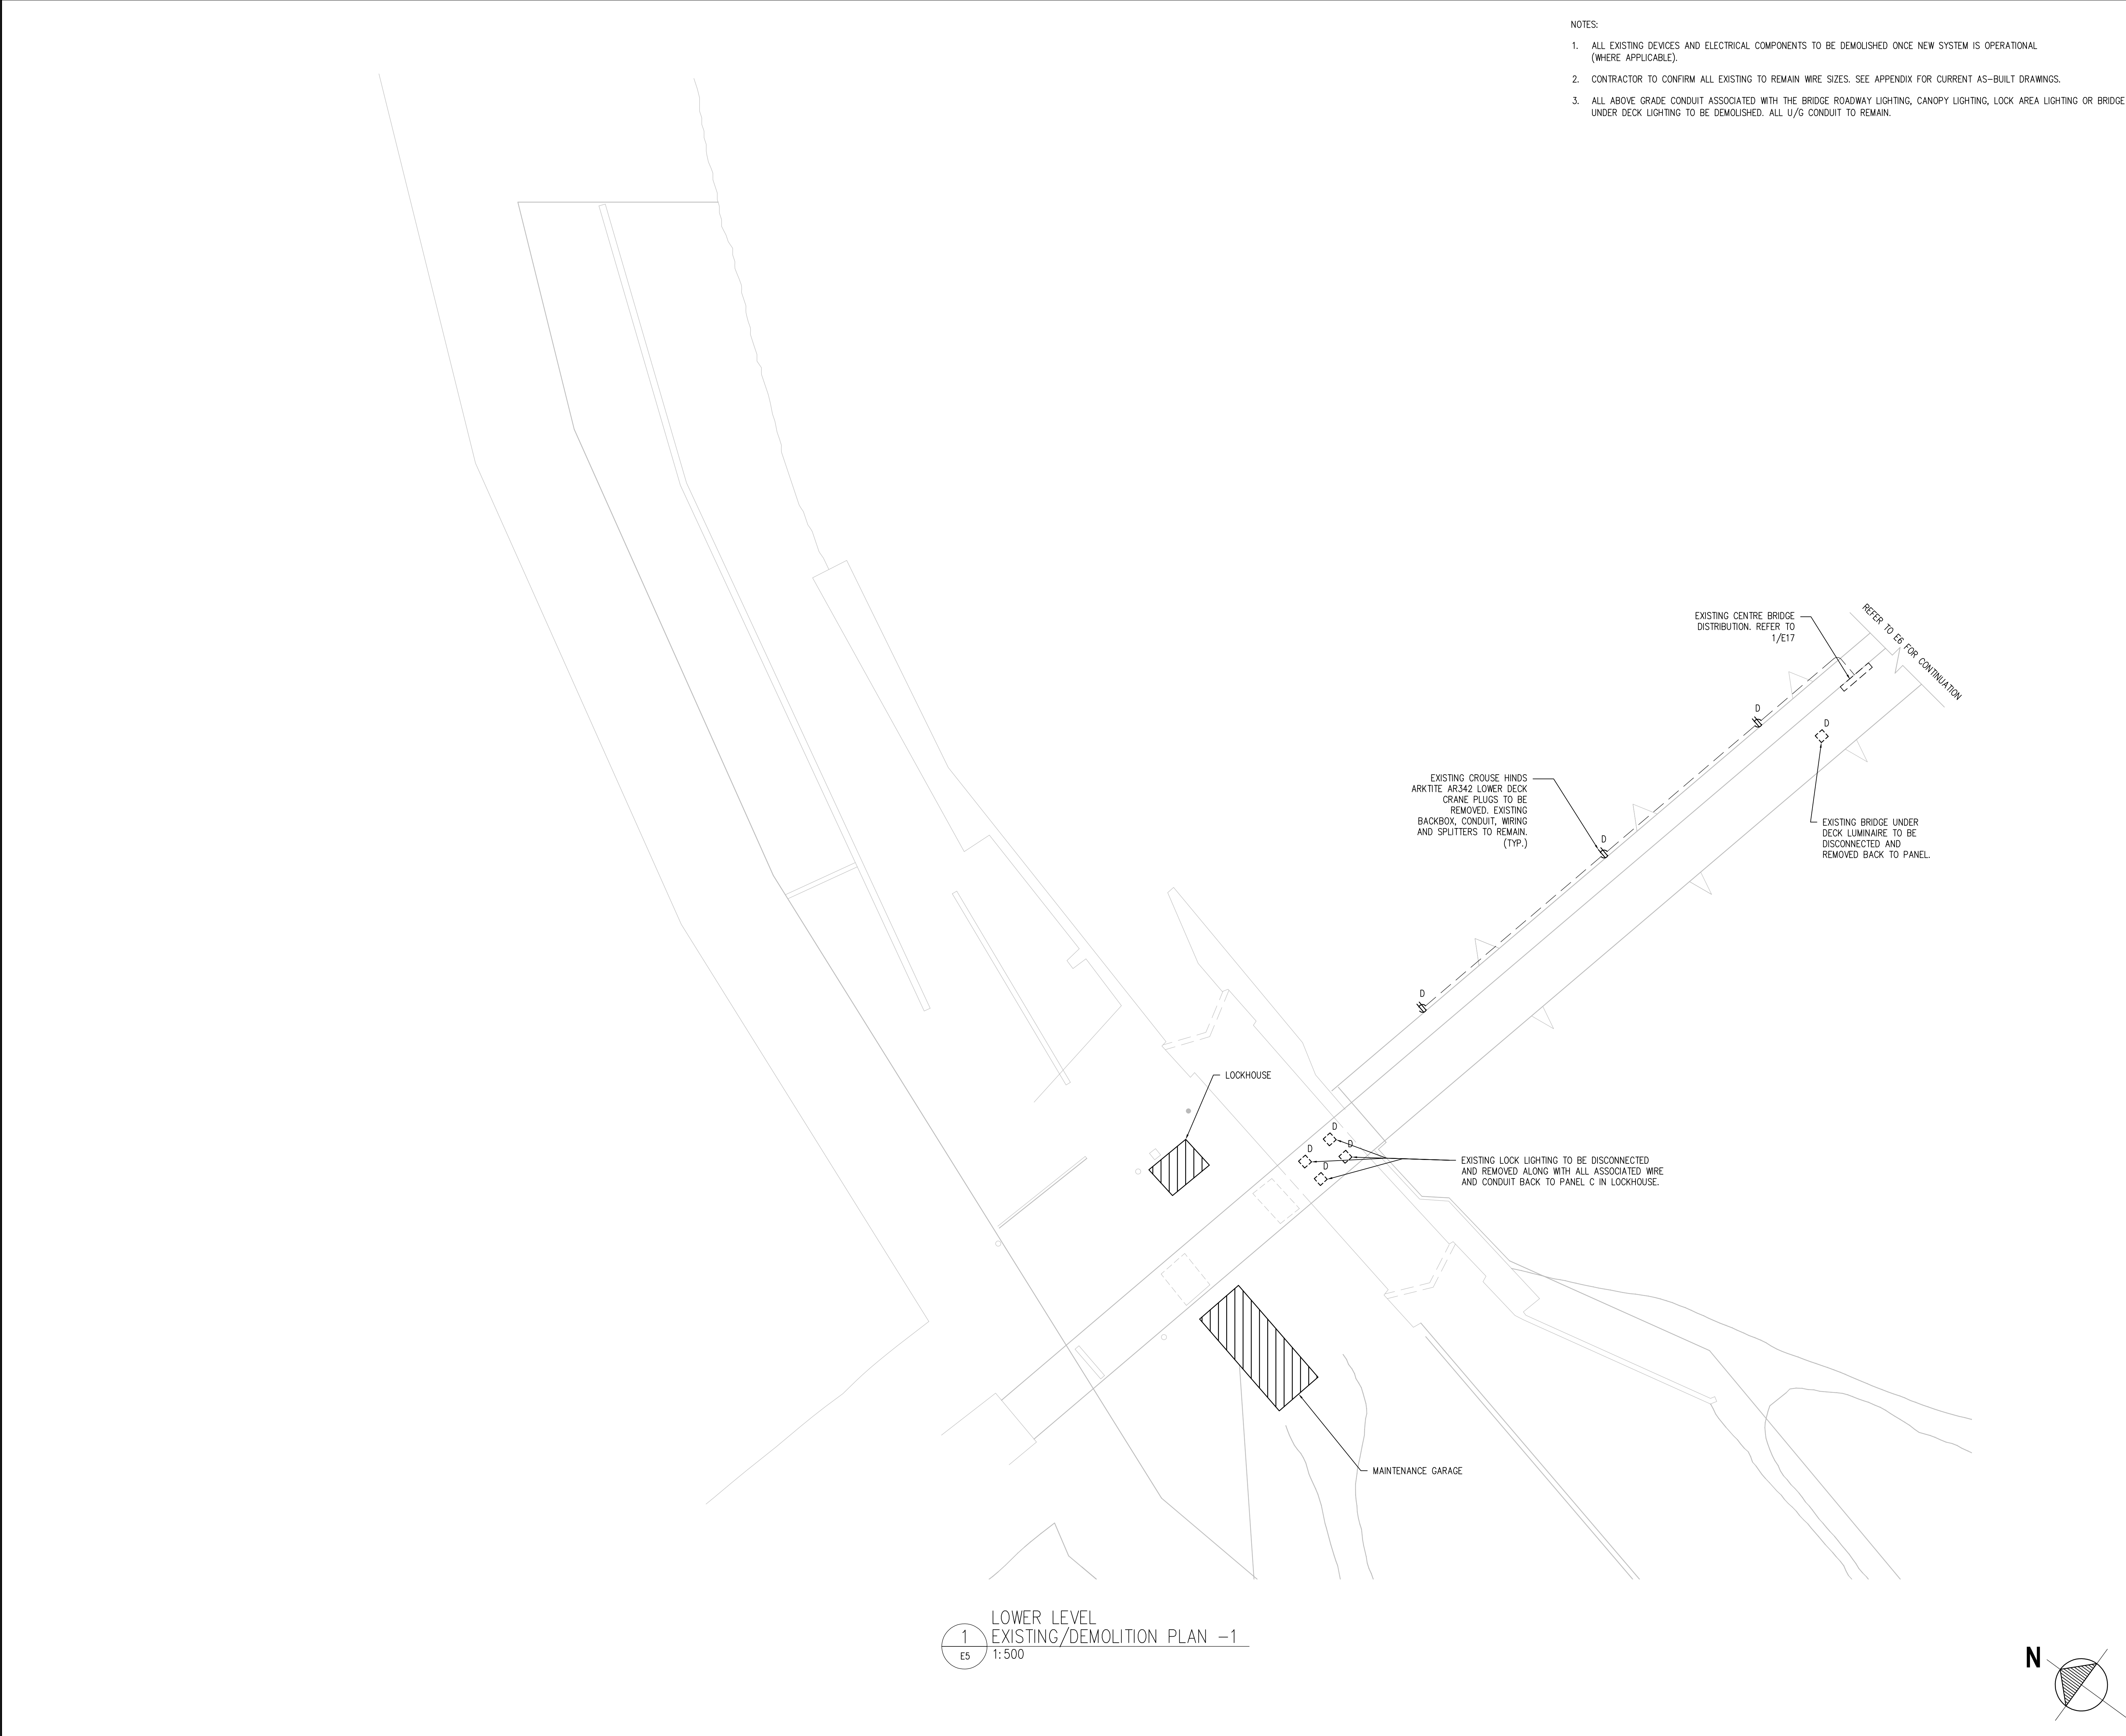 NOTES:
1. ALL EXISTING DEVICES AND ELECTRICAL COMPONENTS TO BE DEMOLISHED ONCE NEW SYSTEM IS OPERATIONAL
(WHERE APPLICABLE).
2. CONTRACTOR TO CONFIRM ALL EXISTING TO REMAIN WIRE SIZES. SEE APPENDIX FOR CURRENT AS-BUILT DRAWINGS.
3. ALL ABOVE GRADE CONDUIT ASSOCIATED WITH THE BRIDGE ROADWAY LIGHTING, CANOPY LIGHTING, LOCK AREA LIGHTING OR BRIDGE
UNDER DECK LIGHTING TO BE DEMOLISHED. ALL U/G CONDUIT TO REMAIN.
EXISTING CENTRE BRIDGE
DISTRIBUTION. REFER TO
1/E17
REFER TO E6 FOR CONTINUATION
D
D
EXISTING CROUSE HINDS
ARKTITE AR342 LOWER DECK
CRANE PLUGS TO BE
REMOVED. EXISTING
BACKBOX, CONDUIT, WIRING
AND SPLITTERS TO REMAIN.
(TYP.)
D
EXISTING BRIDGE UNDER
DECK LUMINAIRE TO BE
DISCONNECTED AND
REMOVED BACK TO PANEL.
D
LOCKHOUSE
D
D
D
D
EXISTING LOCK LIGHTING TO BE DISCONNECTED
AND REMOVED ALONG WITH ALL ASSOCIATED WIRE
AND CONDUIT BACK TO PANEL C IN LOCKHOUSE.
MAINTENANCE GARAGE
LOWER LEVEL
1 EXISTING/DEMOLITION PLAN -1
E5 1:500
N